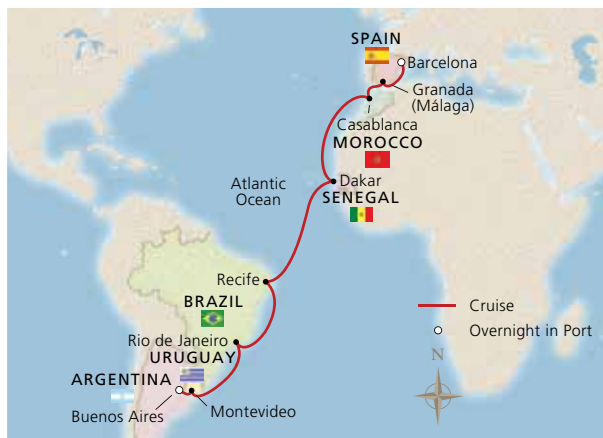 SPAIN
Barcelona
Granada
(Málaga)
Casablanca
MOROCCO
Atlantic
Ocean
Dakar
SENEGAL
Recife
BRAZIL
Rio de Janeiro
URUGUAY
ARGENTINA
Buenos Aires
Montevideo
Cruise
Overnight in Port
N